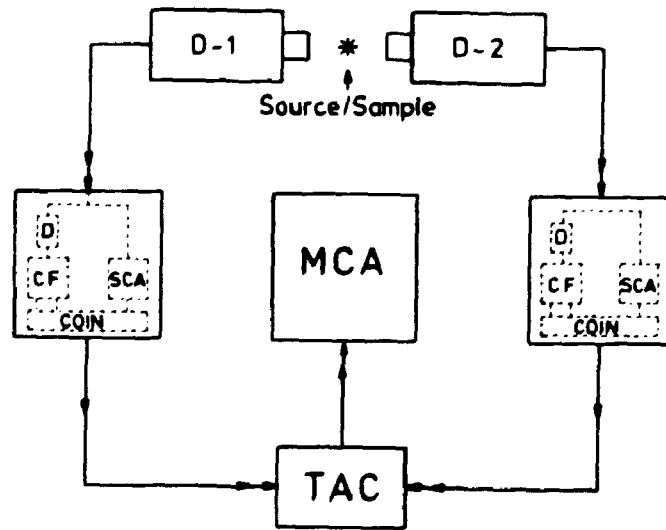 D-1
D-2
Source/Sample
D
CF
SCA
COIN
MCA
D
CF
SCA
COIN
TAC